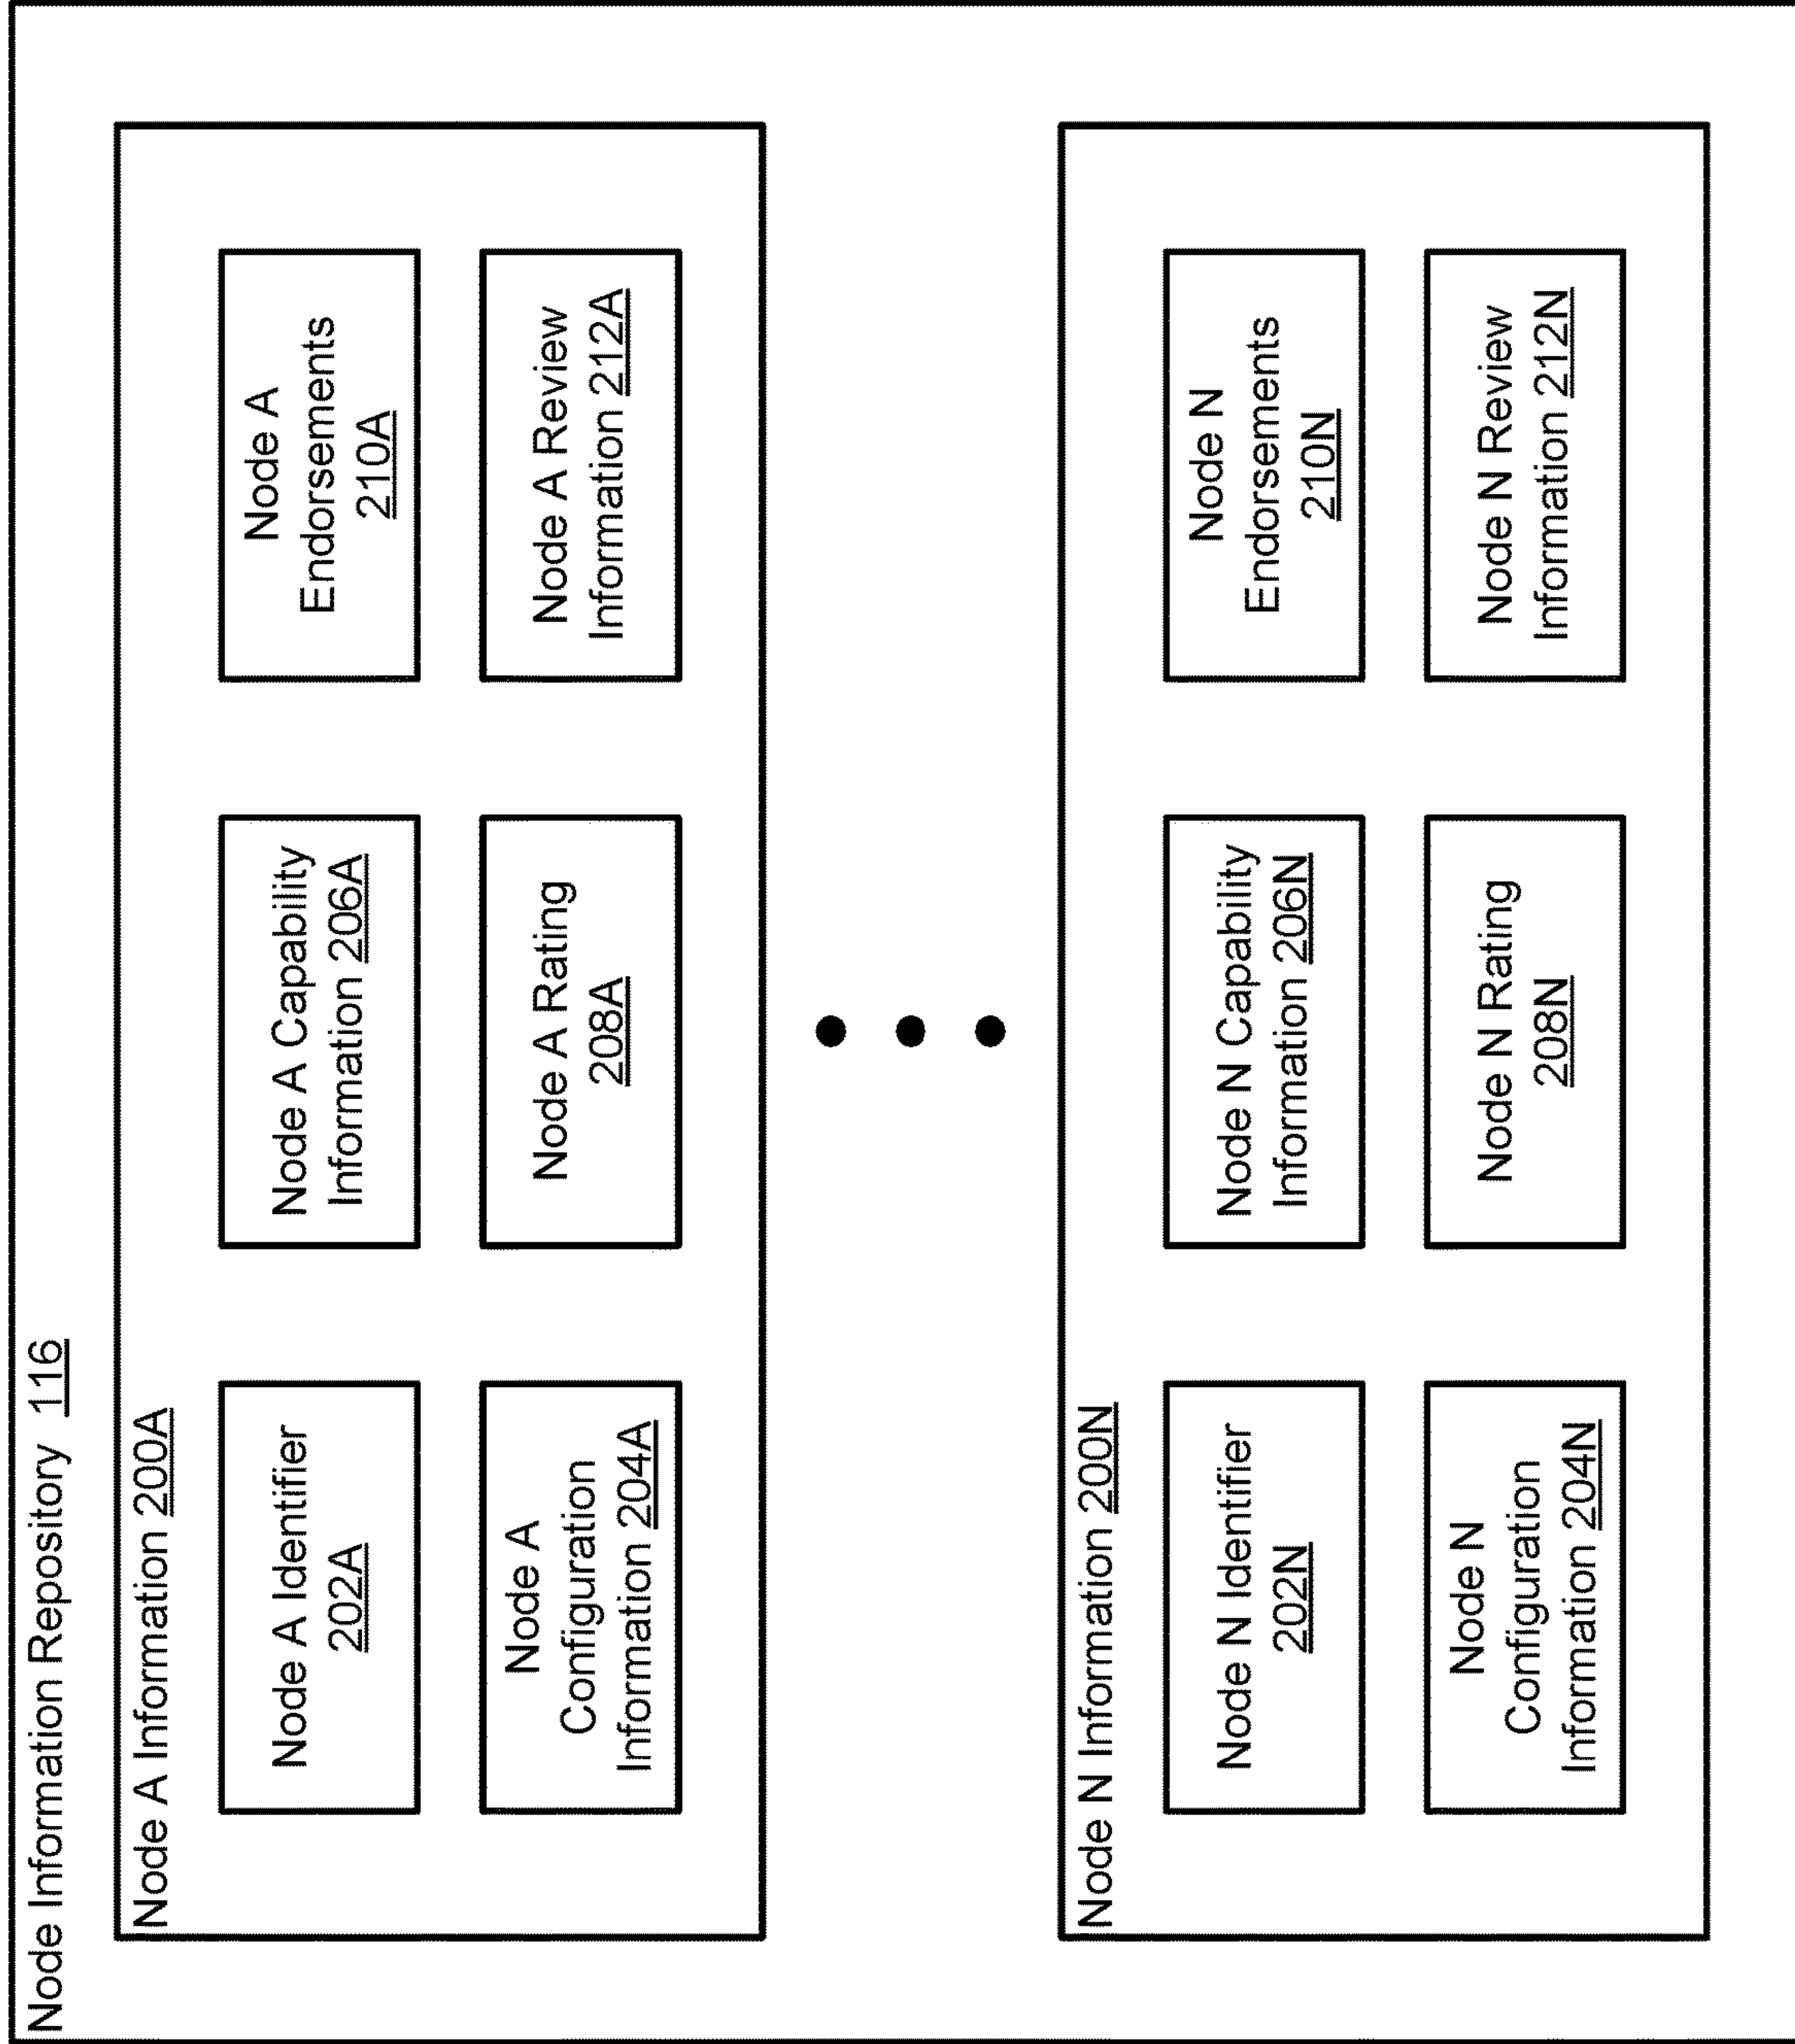 Node Information Repository 116
Node A Information 200A
Node A Identifier
202A
Node A Capability
Information 206A
Node A
Endorsements
210A
Node A
Configuration
Information 204A
Node A Rating
208A
Node A Review
Information 212A
Node N Information 200N
Node N Identifier
202N
Node N Capability
Information 206N
Node N
Endorsements
210N
Node N
Configuration
Information 204N
Node N Rating
208N
Node N Review
Information 212N